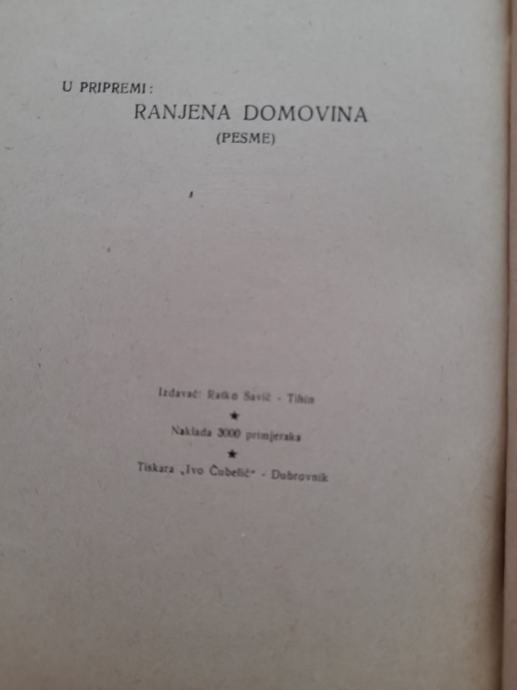 U PRIPREMI:
RANJENA DOMOVINA
(PESME)
Izdavač: Ratko Savić - Tihin
★
Naklada 3000 primjeraka
★
Tiskara „Ivo Čubelić" - Dubrovnik